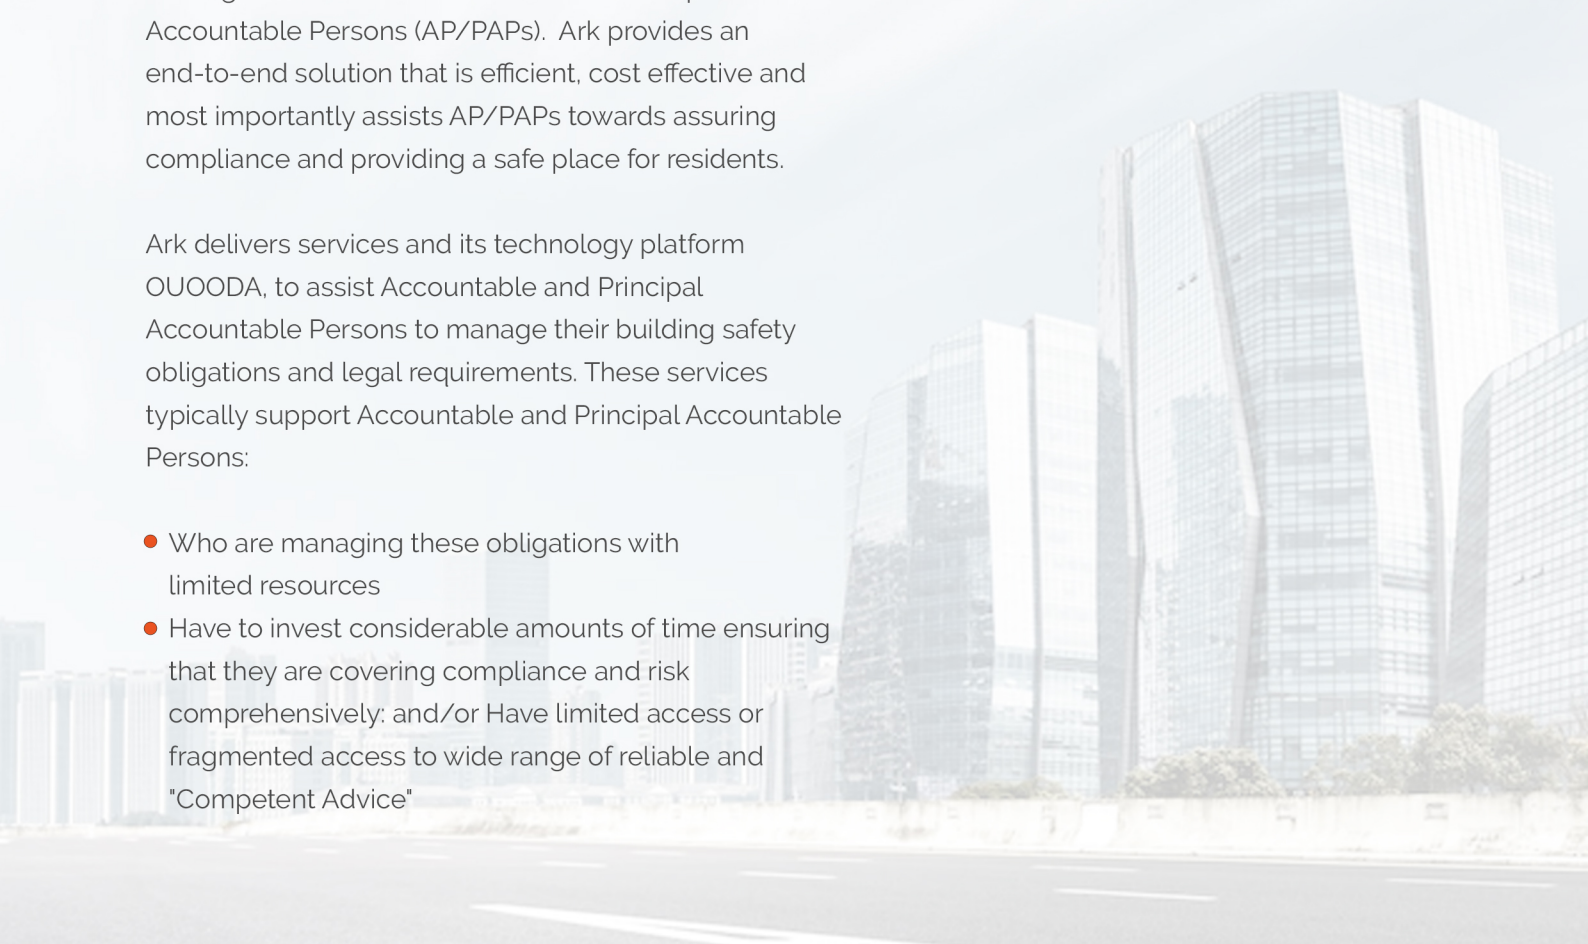 Accountable Persons (AP/PAPs).  Ark provides an
end-to-end solution that is efficient, cost effective and
most importantly assists AP/PAPs towards assuring
compliance and providing a safe place for residents.
Ark delivers services and its technology platform
OUOODA, to assist Accountable and Principal
Accountable Persons to manage their building safety
obligations and legal requirements. These services
typically support Accountable and Principal Accountable
Persons:
Who are managing these obligations with
limited resources
Have to invest considerable amounts of time ensuring
that they are covering compliance and risk
comprehensively: and/or Have limited access or
fragmented access to wide range of reliable and
"Competent Advice"